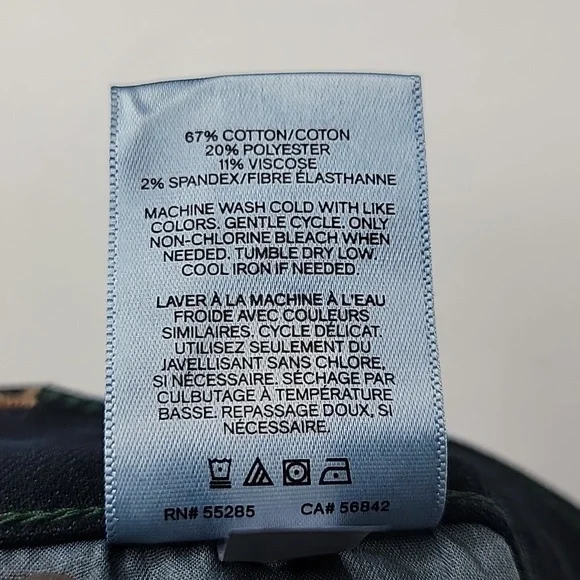 67% COTTON/COTON
20% POLYESTER
11% VISCOSE
2% SPANDEX/FIBRE ÉLASTHANNE
MACHINE WASH COLD WITH LIKE
COLORS. GENTLE CYCLE. ONLY
NON-CHLORINE BLEACH WHEN
NEEDED. TUMBLE DRY LOW.
COOL IRON IF NEEDED
LAVER À LA MACHINE À L'EAU
FROIDE AVEC COULEURS
SIMILAIRES. CYCLE DÉLICAT.
UTILISEZ SEULEMENT DU
JAVELLISANT SANS CHLORE,
SI NÉCESSAIRE. SÉCHAGE PAR
CULBUTAGE À TEMPÉRATURE
BASSE. REPASSAGE DOUX, SI
NÉCESSAIRE.
RN# 55285 CA# 56842